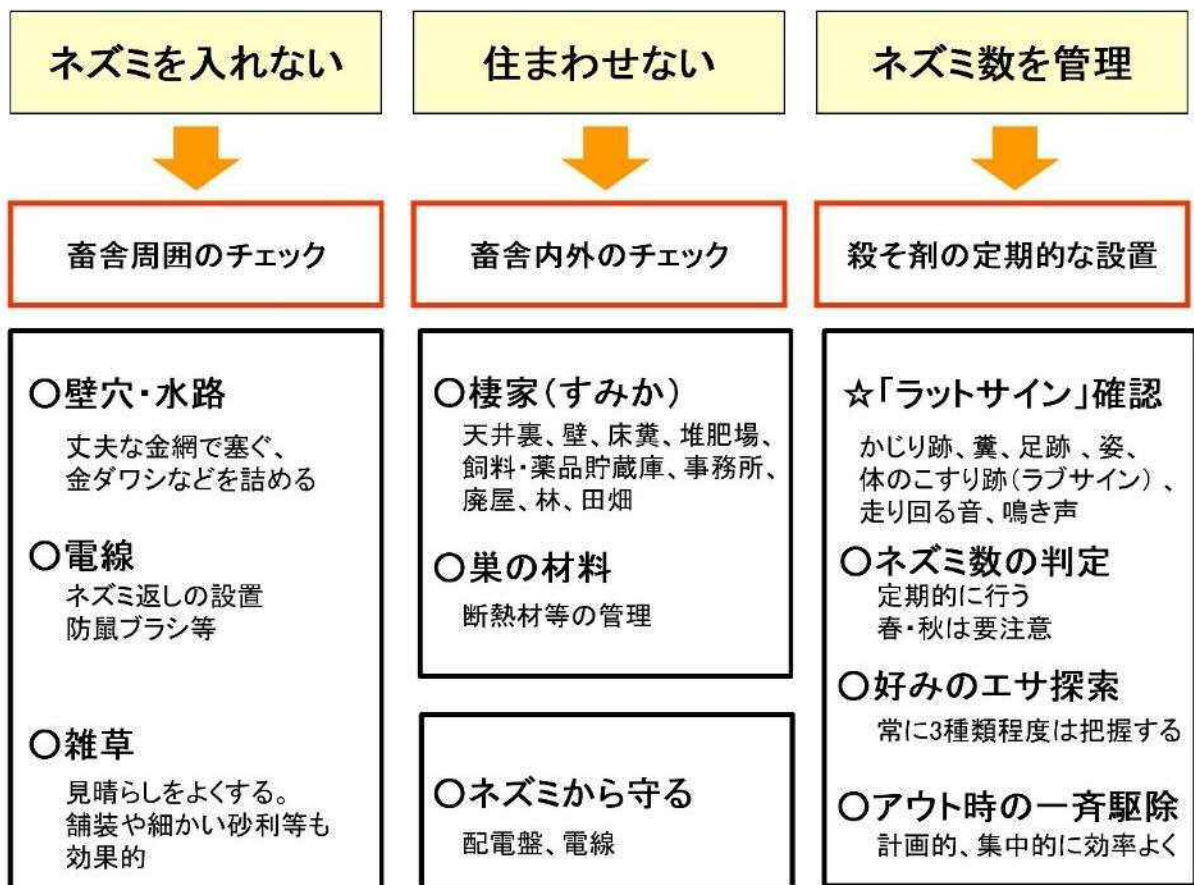 ネズミを入れない
畜舎周囲のチェック
〇壁穴・水路
丈夫な金網で塞ぐ、
金ダワシなどを詰める
〇電線
ネズミ返しの設置
防鼠ブラシ等
〇雑草
見晴らしをよくする。
舗装や細かい砂利等も
効果的
住まわせない
畜舎内外のチェック
〇棲家(すみか)
天井裏、壁、床糞、堆肥場、
飼料・薬品貯蔵庫、事務所、
廃屋、林、田畑
〇巣の材料
断熱材等の管理
〇ネズミから守る
配電盤、電線
ネズミ数を管理
殺そ剤の定期的な設置
☆「ラットサイン」確認
かじり跡、糞、足跡 、姿、
体のこすり跡(ラブサイン) 、
走り回る音、鳴き声
〇ネズミ数の判定
定期的に行う
春・秋は要注意
〇好みのエサ探索
常に3種類程度は把握する
〇アウト時の一斉駆除
計画的、集中的に効率よく